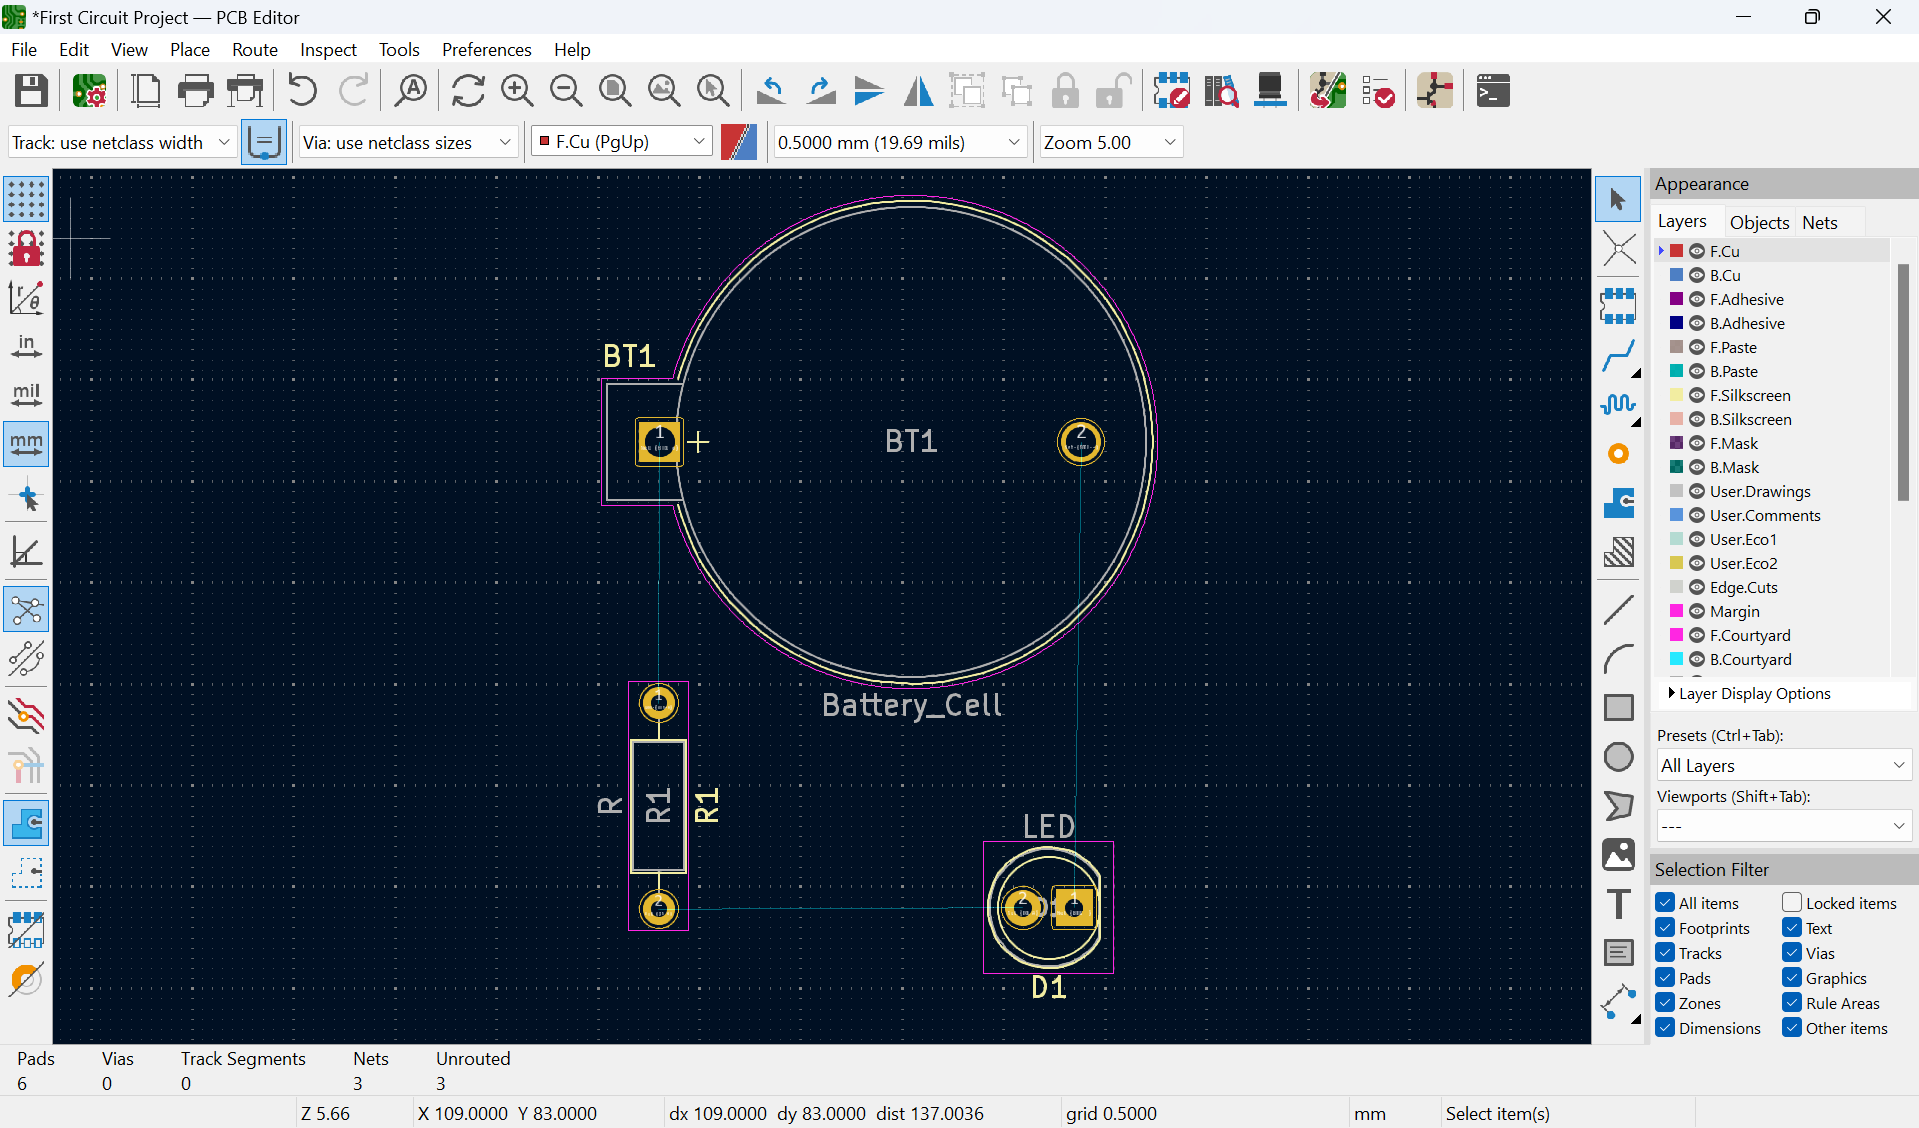 *First Circuit Project — PCB Editor
File Edit View Place Route Inspect Tools Preferences Help
Track: use netclass width Via: use netclass sizes F.Cu (PgUp) 0.5000 mm (19.69 mils) Zoom 5.00
in
mil
mm
BT1
1
+
BT1
2
Battery_Cell
1
R
R1
R1
2
LED
2
1
D1
Appearance
Layers Objects Nets
F.Cu
B.Cu
F.Adhesive
B.Adhesive
F.Paste
B.Paste
F.Silkscreen
B.Silkscreen
F.Mask
B.Mask
User.Drawings
User.Comments
User.Eco1
User.Eco2
Edge.Cuts
Margin
F.Courtyard
B.Courtyard
Layer Display Options
Presets (Ctrl+Tab):
All Layers
Viewports (Shift+Tab):
---
Selection Filter
All items Locked items
Footprints Text
Tracks Vias
Pads Graphics
Zones Rule Areas
Dimensions Other items
Pads Vias Track Segments Nets Unrouted
6 0 0 3 3
Z 5.66 X 109.0000 Y 83.0000 dx 109.0000 dy 83.0000 dist 137.0036 grid 0.5000 mm Select item(s)